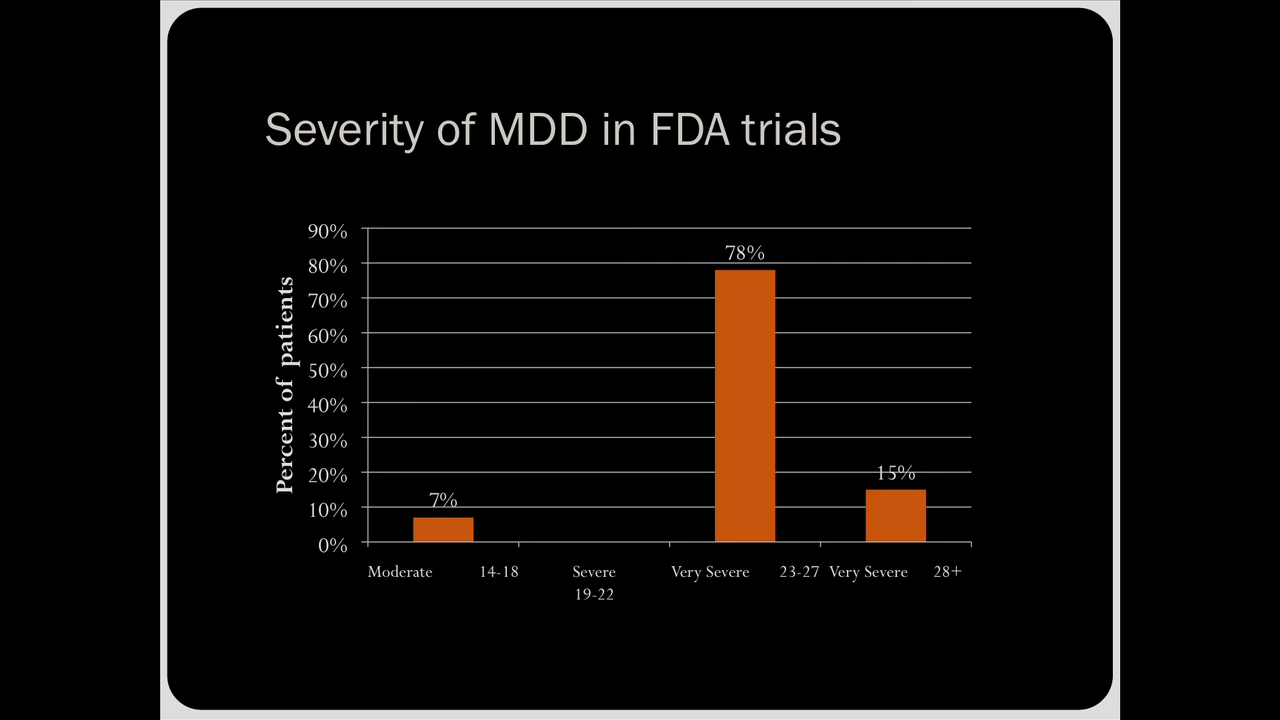 Severity of MDD in FDA trials
Percent of patients
90%
80%
70%
60%
50%
40%
30%
20%
10%
0%
7%
78%
15%
Moderate 14-18
Severe
19-22
Very Severe 23-27
Very Severe 28+